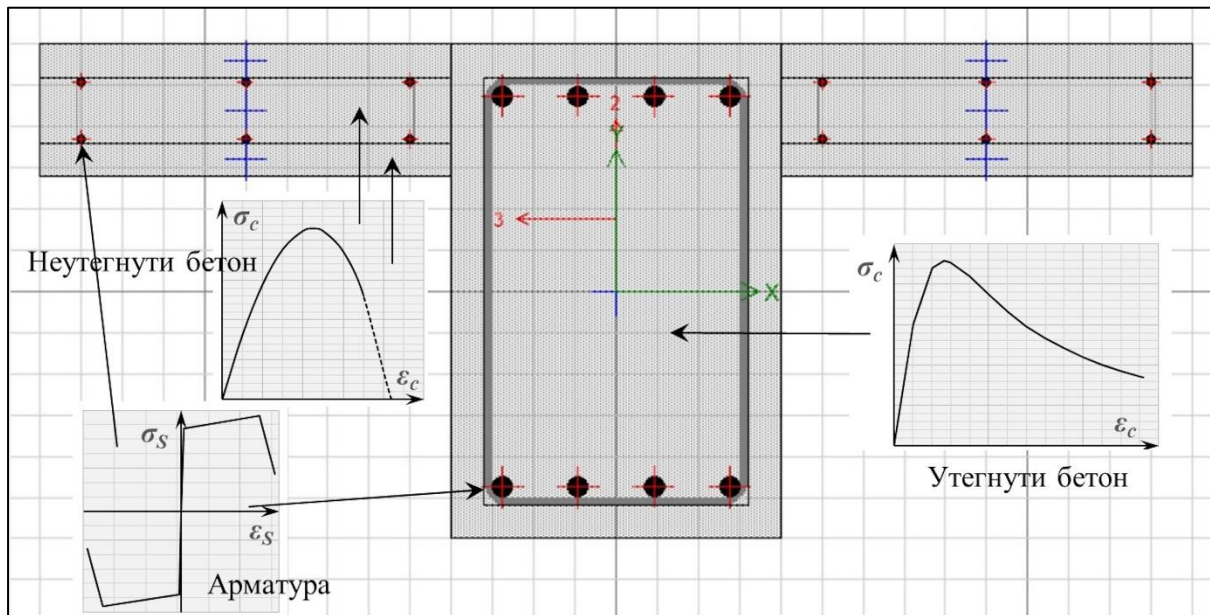 2
Y
3
X
σc
Неутегнути бетон
εc
σc
εc
Утегнути бетон
σS
εS
Арматура